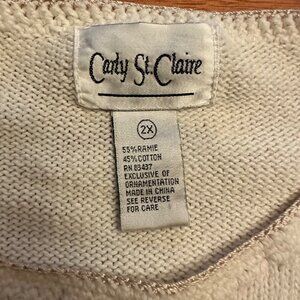 Carly St. Claire
2X
55% RAMIE
45% COTTON
RN 83437
EXCLUSIVE OF
ORNAMENTATION
MADE IN CHINA
SEE REVERSE
FOR CARE